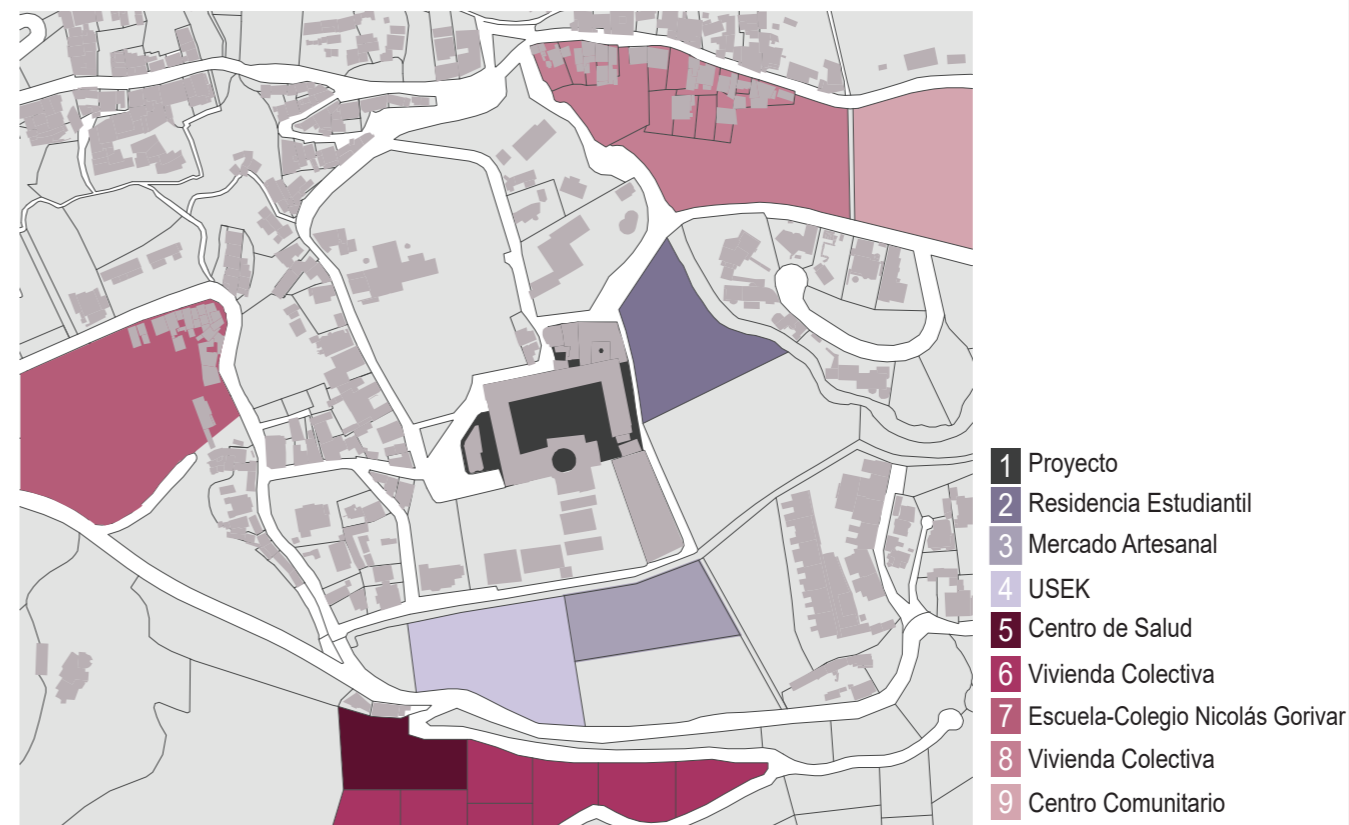 1 Proyecto
2 Residencia Estudiantil
3 Mercado Artesanal
4 USEK
5 Centro de Salud
6 Vivienda Colectiva
7 Escuela-Colegio Nicolás Gorivar
8 Vivienda Colectiva
9 Centro Comunitario